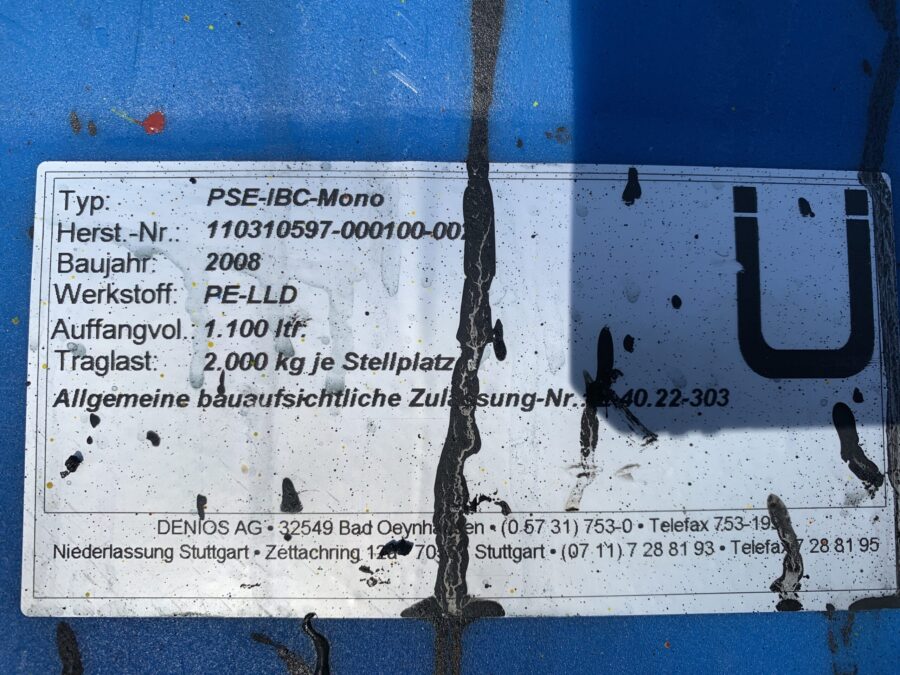 Typ: PSE-IBC-Mono
Herst.-Nr.: 110310597-000100-00
Baujahr: 2008
Werkstoff: PE-LLD
Auffangvol.: 1.100 ltr.
Traglast: 2.000 kg je Stellplatz
Allgemeine bauaufsichtliche Zulassung-Nr. 40.22-303
Ü
DENIOS AG • 32549 Bad Oeynhausen • (0 57 31) 753-0 • Telefax 753-19
Niederlassung Stuttgart • Zettachring • 70 Stuttgart • (07 11) 7 28 81 93 • Telefax 7 28 81 95